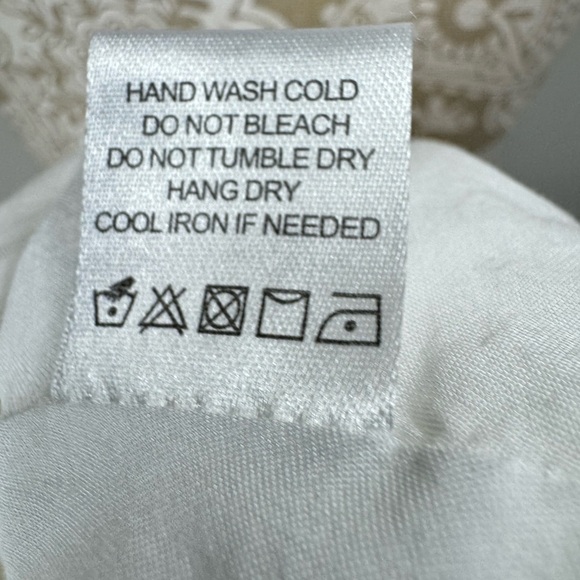 HAND WASH COLD
DO NOT BLEACH
DO NOT TUMBLE DRY
HANG DRY
COOL IRON IF NEEDED